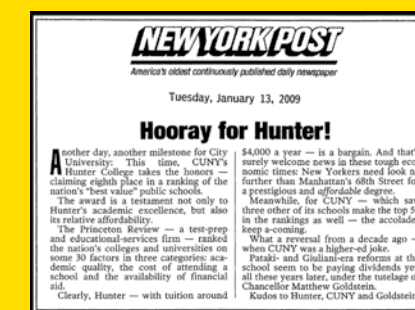 NEW YORK POST
America's oldest continuously published daily newspaper
Tuesday, January 13, 2009
Hooray for Hunter!
Another day, another milestone for City
University: This time, CUNY's
Hunter College takes the honors —
claiming eighth place in a ranking of the
nation's "best value" public schools.
The award is a testament not only to
Hunter's academic excellence, but also
its relative affordability.
The Princeton Review — a test-prep
and educational-services firm — ranked
the nation's colleges and universities on
some 30 factors in three categories: aca-
demic quality, the cost of attending a
school and the availability of financial
aid.
Clearly, Hunter — with tuition around
$4,000 a year — is a bargain. And that'
surely welcome news in these tough eco
nomic times: New Yorkers need look n
further than Manhattan's 68th Street fo
a prestigious and affordable degree.
Meanwhile, for CUNY — which sa
three other of its schools make the top 5
in the rankings as well — the accolade
keep a-coming.
What a reversal from a decade ago –
when CUNY was a higher-ed joke.
Pataki- and Giuliani-era reforms at th
school seem to be paying dividends ye
all these years later, under the tutelage o
Chancellor Matthew Goldstein.
Kudos to Hunter, CUNY and Goldstein